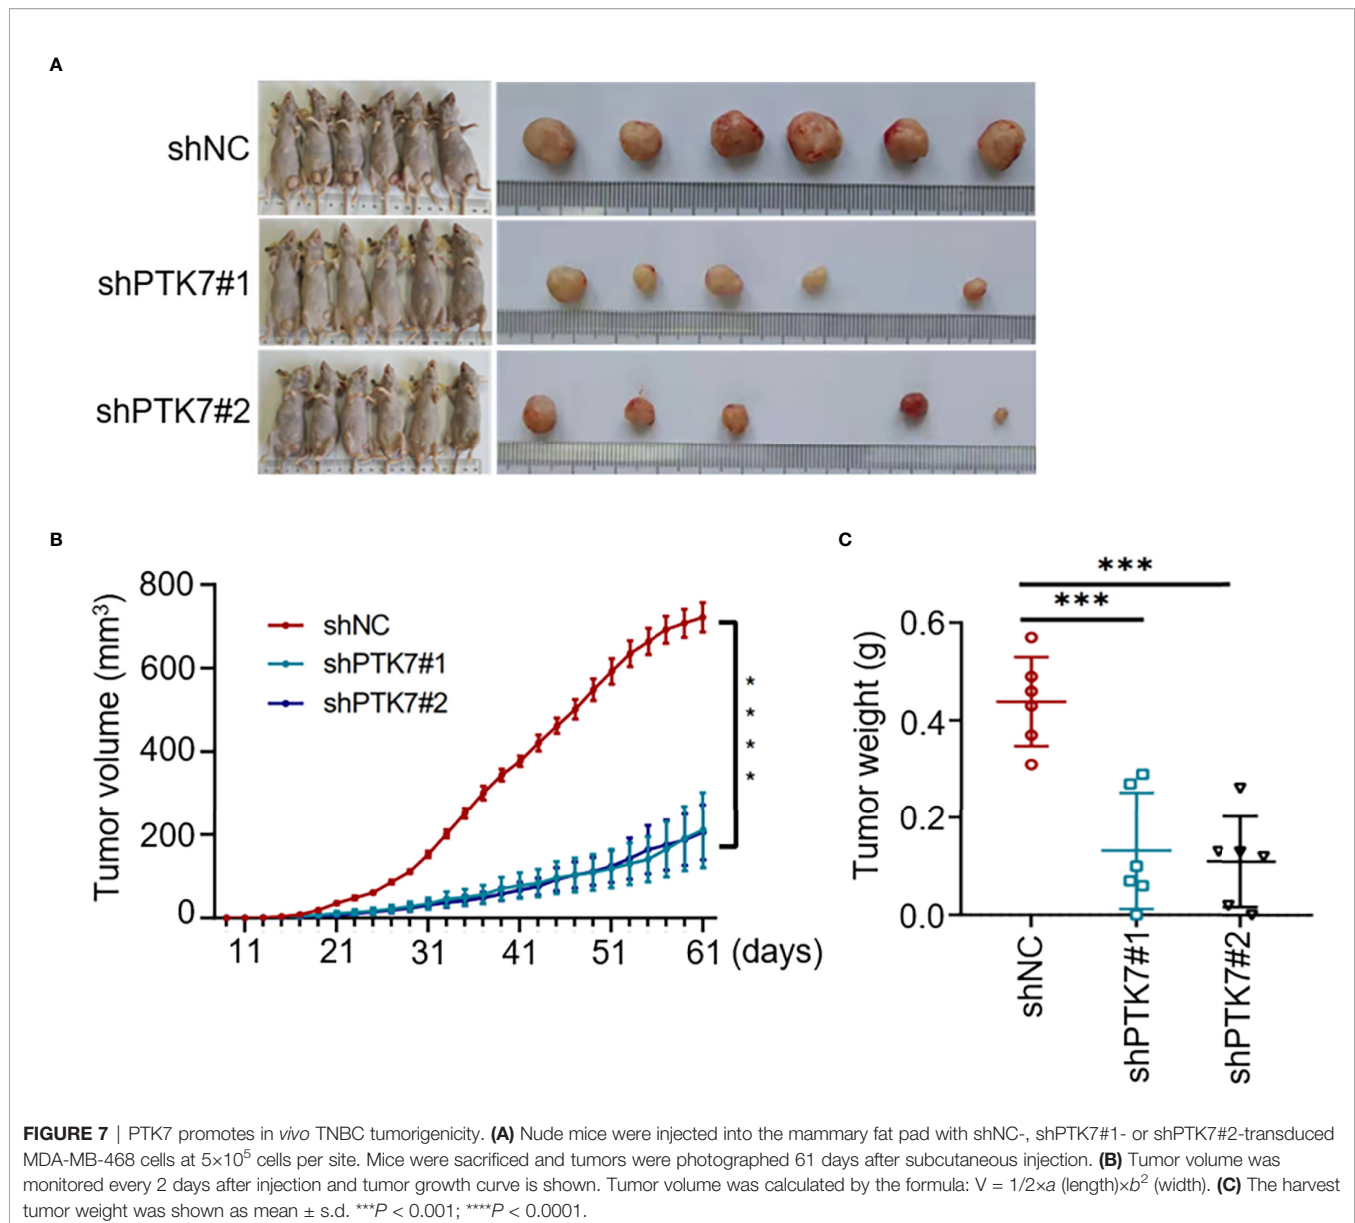 A
shNC
shPTK7#1
shPTK7#2
B
Tumor volume (mm³)
800
600
400
200
0
shNC
shPTK7#1
shPTK7#2
*
*
*
*
11 21 31 41 51 61 (days)
C
Tumor weight (g)
***
***
0.6
0.4
0.2
0.0
shNC
shPTK7#1
shPTK7#2
FIGURE 7 | PTK7 promotes in vivo TNBC tumorigenicity. (A) Nude mice were injected into the mammary fat pad with shNC-, shPTK7#1- or shPTK7#2-transduced
MDA-MB-468 cells at 5×10⁵ cells per site. Mice were sacrificed and tumors were photographed 61 days after subcutaneous injection. (B) Tumor volume was
monitored every 2 days after injection and tumor growth curve is shown. Tumor volume was calculated by the formula: V = 1/2×a (length)×b² (width). (C) The harvest
tumor weight was shown as mean ± s.d. ***P < 0.001; ****P < 0.0001.